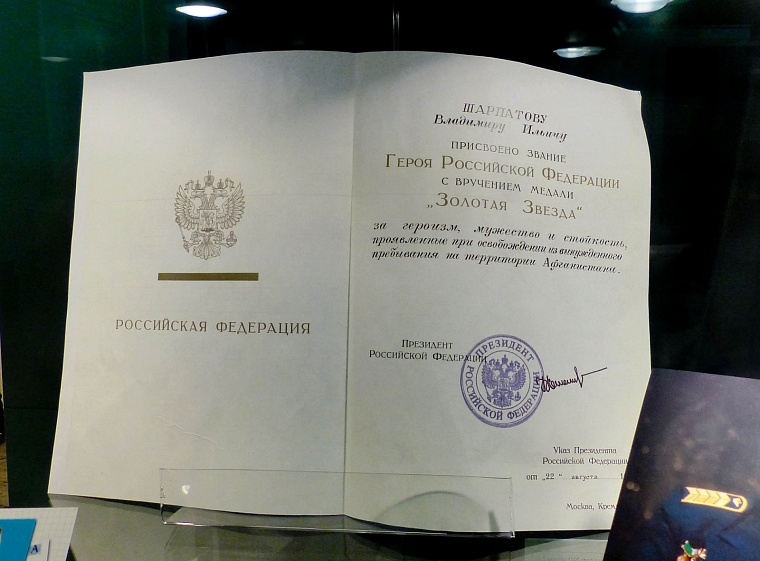 РОССИЙСКАЯ ФЕДЕРАЦИЯ
ШАРПАТОВУ
Владимиру Ильичу
ПРИСВОЕНО ЗВАНИЕ
ГЕРОЯ РОССИЙСКОЙ ФЕДЕРАЦИИ
С ВРУЧЕНИЕМ МЕДАЛИ
„ЗОЛОТАЯ ЗВЕЗДА“
за героизм, мужество и стойкость,
проявленные при освобождении из вынужденного
пребывания на территории Афганистана.
ПРЕЗИДЕНТ
РОССИЙСКОЙ ФЕДЕРАЦИИ
ПРЕЗИДЕНТ
РОССИЙСКОЙ ФЕДЕРАЦИИ
Указ Президента
Российской Федерации
от „22“ августа
Москва,
А